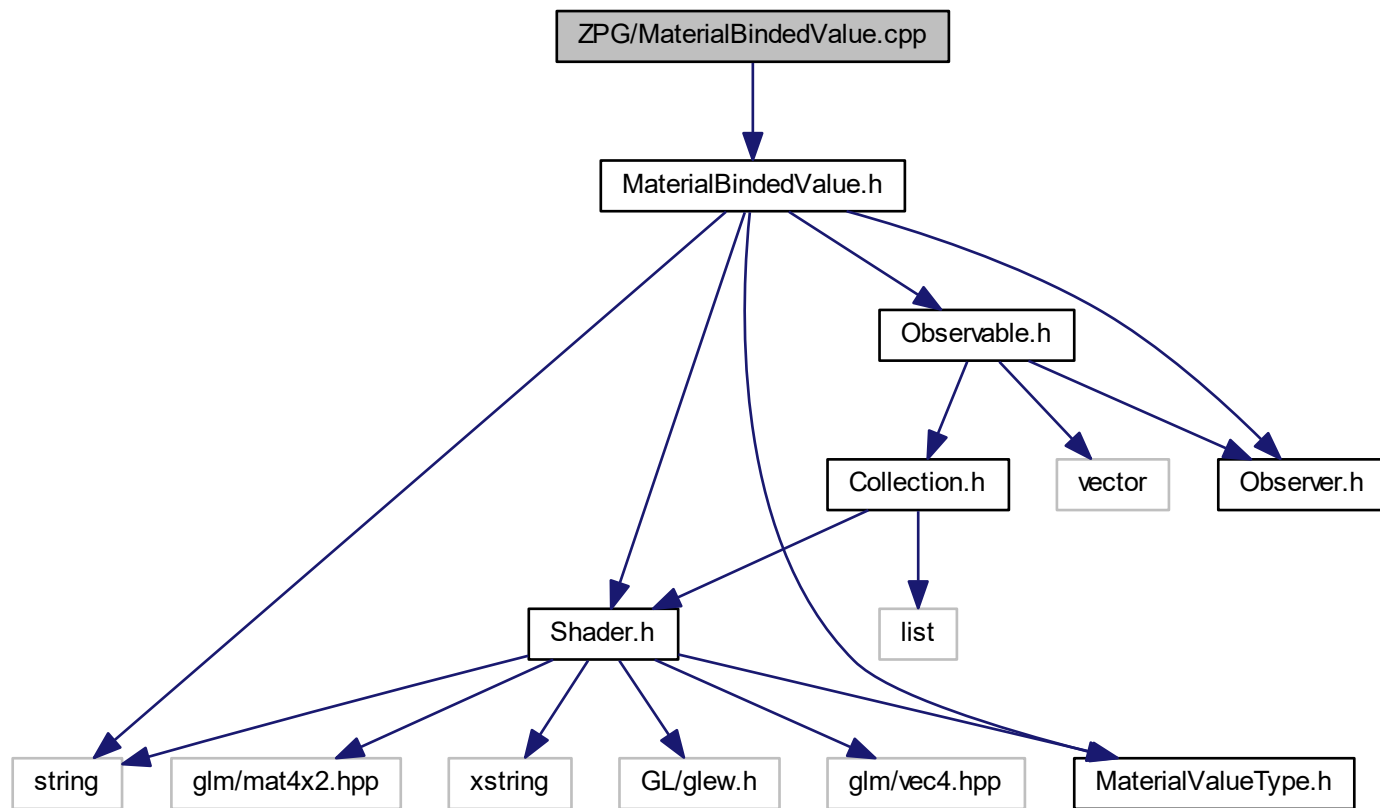 ZPG/MaterialBindedValue.cpp
MaterialBindedValue.h
Observable.h
Collection.h
vector
Observer.h
Shader.h
list
string
glm/mat4x2.hpp
xstring
GL/glew.h
glm/vec4.hpp
MaterialValueType.h